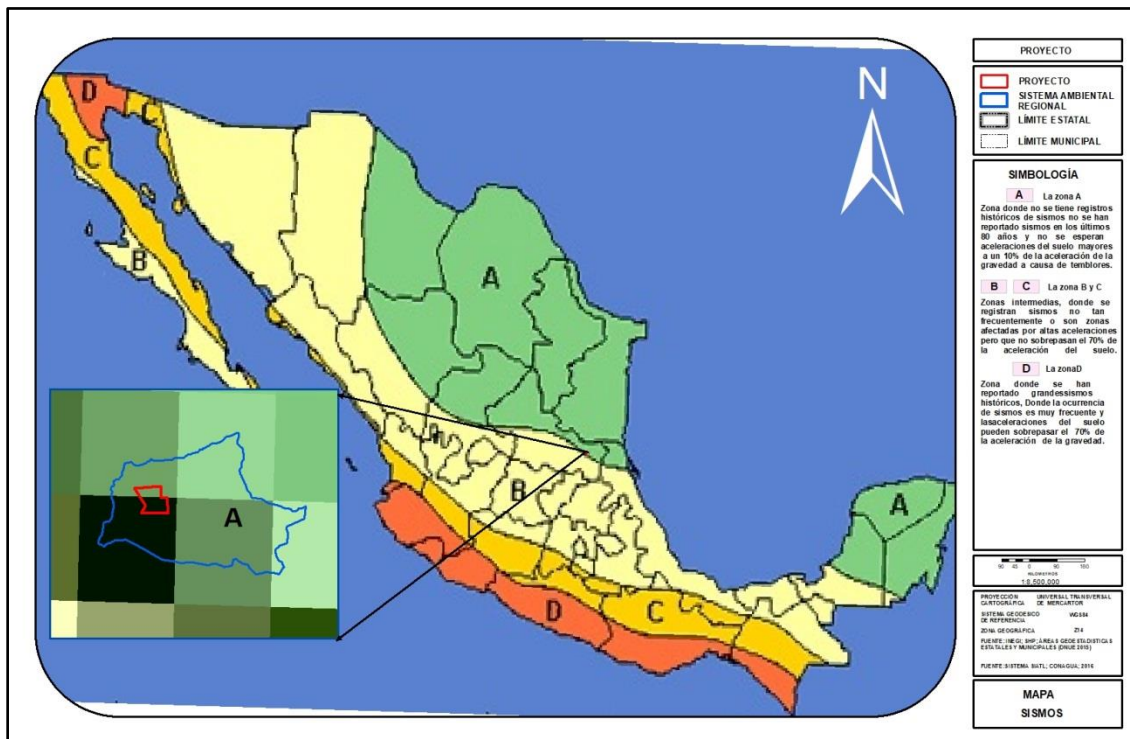 D
C
C
B
A
N
B
A
D
C
A
PROYECTO
PROYECTO
SISTEMA AMBIENTAL
REGIONAL
LÍMITE ESTATAL
LÍMITE MUNICIPAL
SIMBOLOGÍA
A La zona A
Zona donde no se tiene registros
históricos de sismos no se han
reportado sismos en los últimos
80 años y no se esperan
aceleraciones del suelo mayores
a un 10% de la aceleración de la
gravedad a causa de temblores.
B C La zona B y C
Zonas intermedias, donde se
registran sismos no tan
frecuentemente o son zonas
afectadas por altas aceleraciones
pero que no sobrepasan el 70% de
la aceleración del suelo.
D La zonaD
Zona donde se han
reportado grandessismos
históricos, Donde la ocurrencia
de sismos es muy frecuente y
lasaceleraciones del suelo
pueden sobrepasar el 70% de
la aceleración de la gravedad.
90 45 0 90
KILOMETROS
1:8,500,000
PROYECCIÓN UNIVERSAL TRANSVERSAL
CARTOGRÁFICA DE MERCARTOR
SISTEMA GEODESICO WGS84
DE REFERENCIA
ZONA GEOGRÁFICA Z14
FUENTE: INEGI; SHP; ÁREAS GEOESTADISTICAS
ESTATALES Y MUNICIPALES
FUENTE: SISTEMA SIATL; CONAGUA; 2016
MAPA
SISMOS